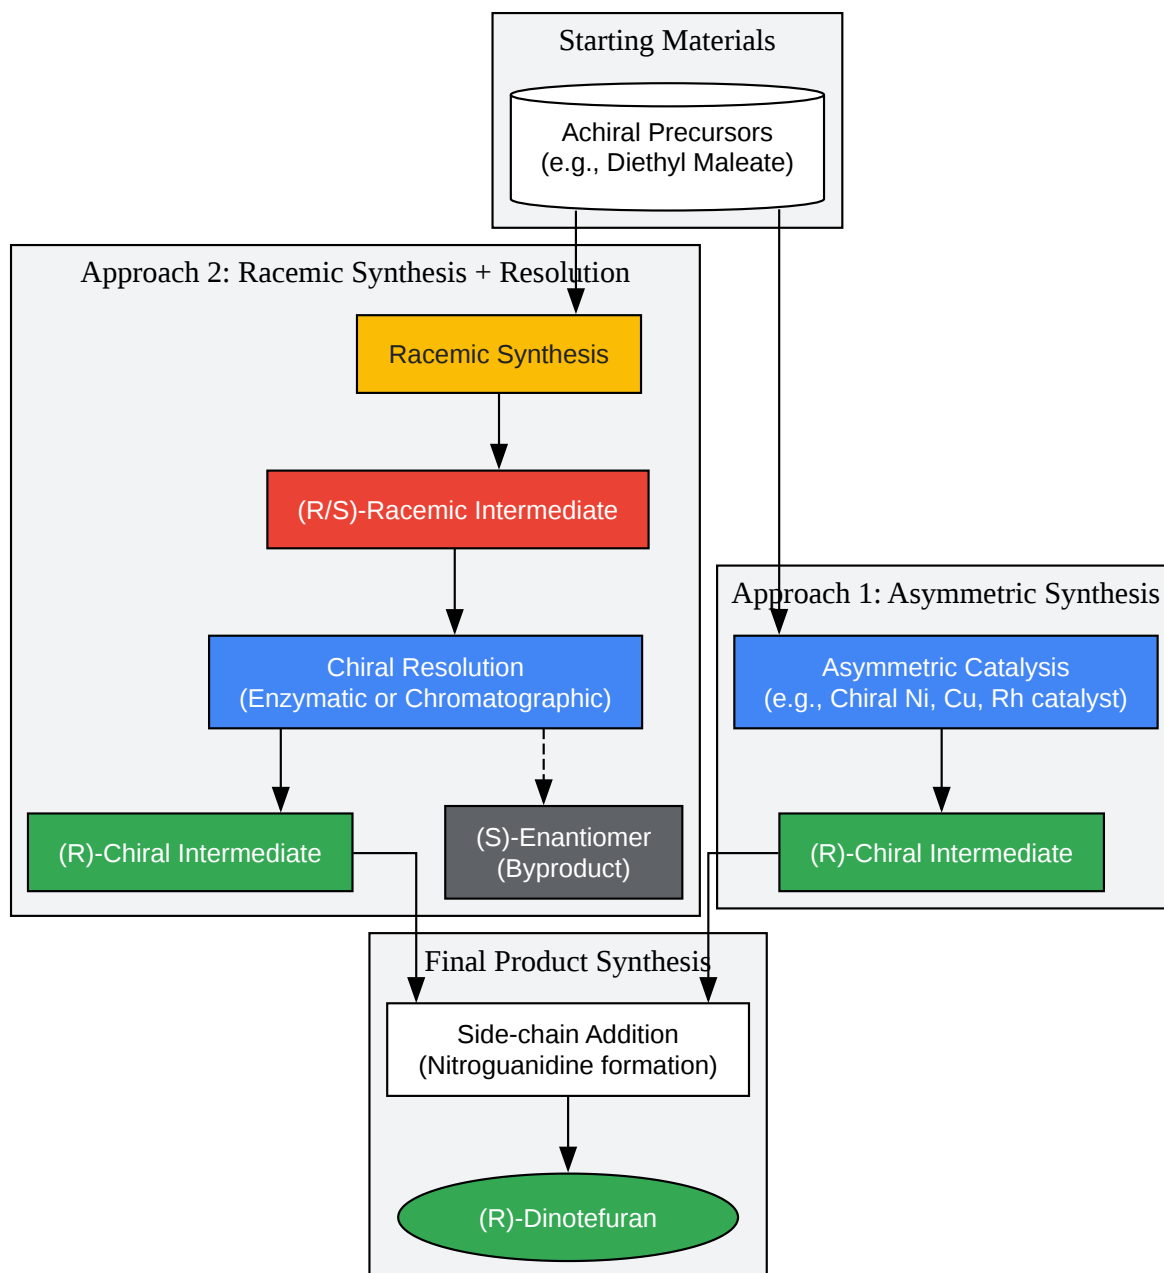 Starting Materials
Achiral Precursors
(e.g., Diethyl Maleate)
Approach 2: Racemic Synthesis + Resolution
Racemic Synthesis
(R/S)-Racemic Intermediate
Chiral Resolution
(Enzymatic or Chromatographic)
(R)-Chiral Intermediate
(S)-Enantiomer
(Byproduct)
Approach 1: Asymmetric Synthesis
Asymmetric Catalysis
(e.g., Chiral Ni, Cu, Rh catalyst)
(R)-Chiral Intermediate
Final Product Synthesis
Side-chain Addition
(Nitroguanidine formation)
(R)-Dinotefuran